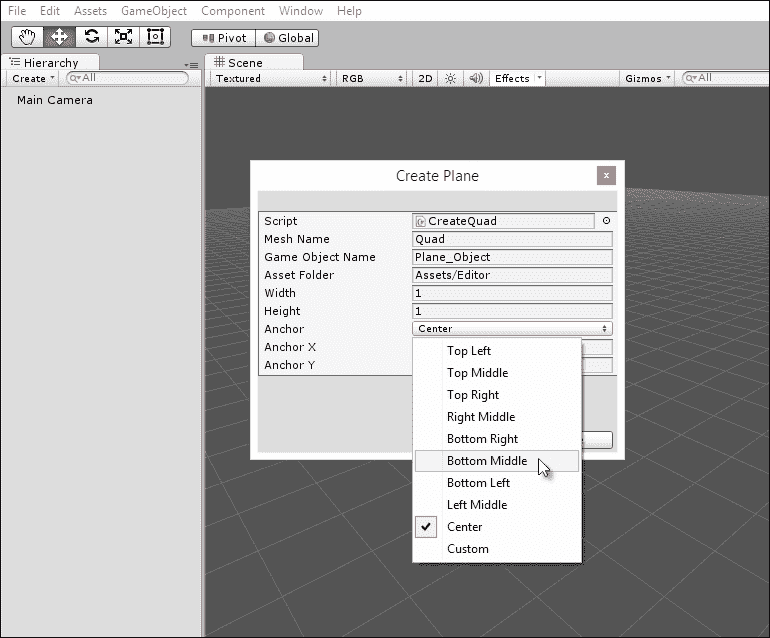 File Edit Assets GameObject Component Window Help
Pivot Global
Hierarchy Scene
Create All Textured RGB 2D Effects Gizmos All
Main Camera
Create Plane x
Script CreateQuad
Mesh Name Quad
Game Object Name Plane_Object
Asset Folder Assets/Editor
Width 1
Height 1
Anchor Center
Anchor X
Anchor Y
Top Left
Top Middle
Top Right
Right Middle
Bottom Right
Bottom Middle
Bottom Left
Left Middle
Center
Custom